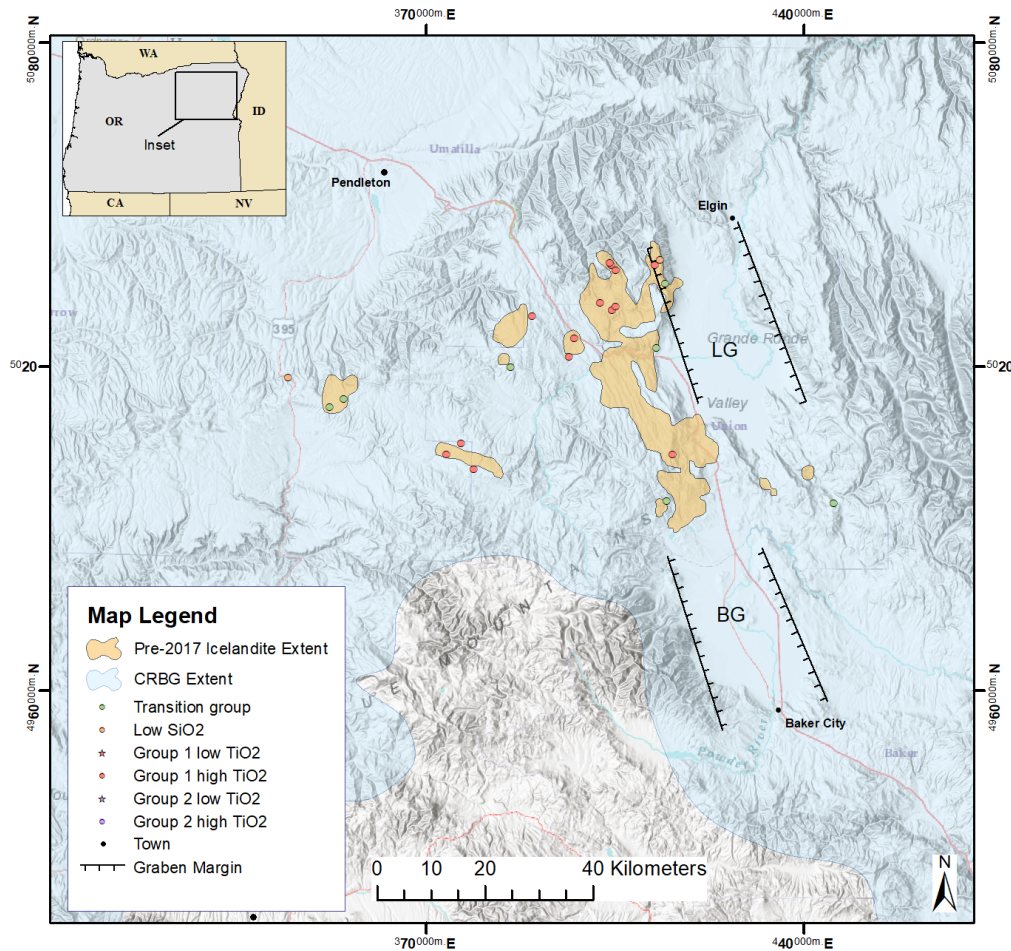 370000m.E
440000m.E
5080000m.N
5080000m.N
WA
OR
ID
Inset
CA
NV
Umatilla
Pendleton
Elgin
395
Grande Ronde
LG
5020
5020
Valley
Union
BG
Baker City
Powder River
Baker
4960000m.N
4960000m.N
Map Legend
Pre-2017 Icelandite Extent
CRBG Extent
Transition group
Low SiO2
Group 1 low TiO2
Group 1 high TiO2
Group 2 low TiO2
Group 2 high TiO2
Town
Graben Margin
0 10 20 40 Kilometers
N
370000m.E
440000m.E